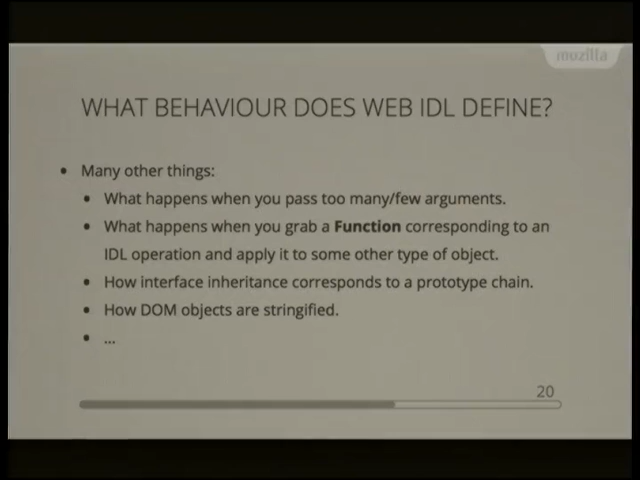 mozilla
WHAT BEHAVIOUR DOES WEB IDL DEFINE?
• Many other things:
• What happens when you pass too many/few arguments.
• What happens when you grab a Function corresponding to an
IDL operation and apply it to some other type of object.
• How interface inheritance corresponds to a prototype chain.
• How DOM objects are stringified.
• ...
20